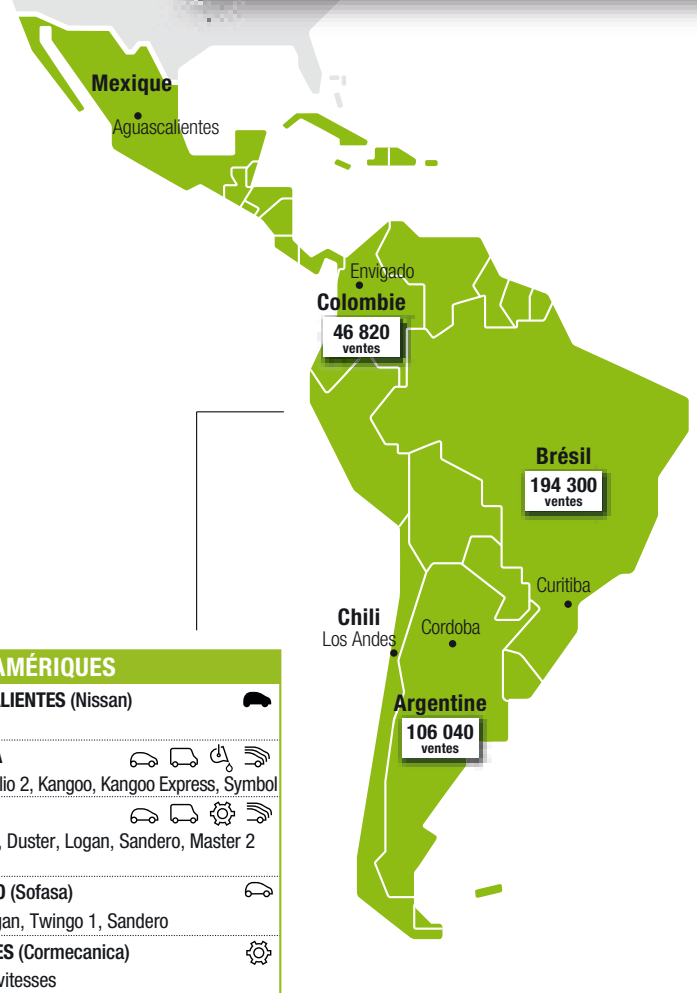 Mexique
Aguascalientes
Envigado
Colombie
46 820
ventes
Brésil
194 300
ventes
Curitiba
Chili
Los Andes
Cordoba
Argentine
106 040
ventes
AMÉRIQUES
LIENTES (Nissan)
A
lio 2, Kangoo, Kangoo Express, Symbol
, Duster, Logan, Sandero, Master 2
O (Sofasa)
gan, Twingo 1, Sandero
ES (Cormecanica)
vitesses